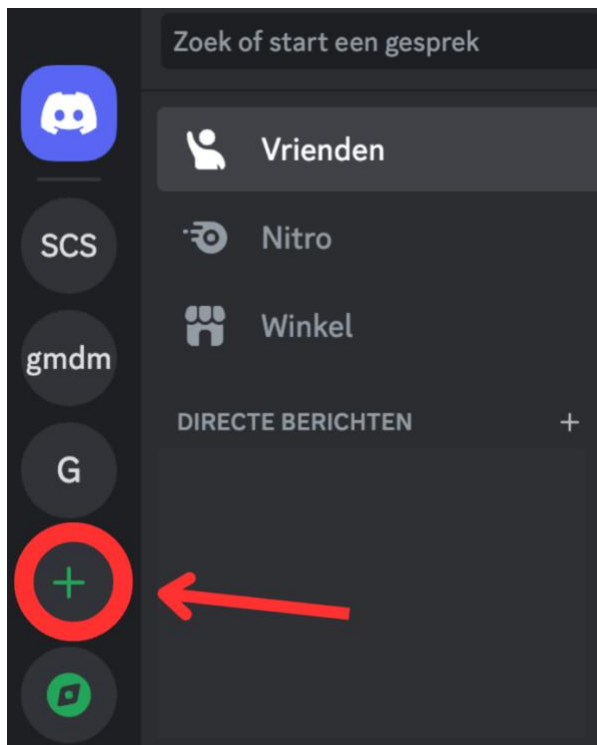 Zoek of start een gesprek
Vrienden
SCS
Nitro
gmdm
Winkel
DIRECTE BERICHTEN +
G
+